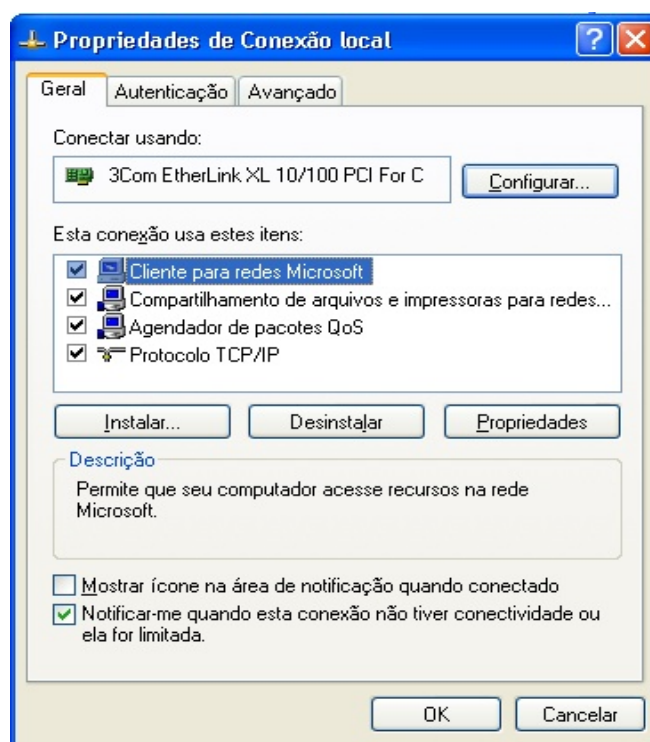 Propriedades de Conexão local
Geral Autenticação Avançado
Conectar usando:
3Com EtherLink XL 10/100 PCI For C Configurar...
Esta conexão usa estes itens:
Cliente para redes Microsoft
Compartilhamento de arquivos e impressoras para redes...
Agendador de pacotes QoS
Protocolo TCP/IP
Instalar... Desinstalar Propriedades
Descrição
Permite que seu computador acesse recursos na rede
Microsoft.
Mostrar ícone na área de notificação quando conectado
Notificar-me quando esta conexão não tiver conectividade ou
ela for limitada.
OK Cancelar